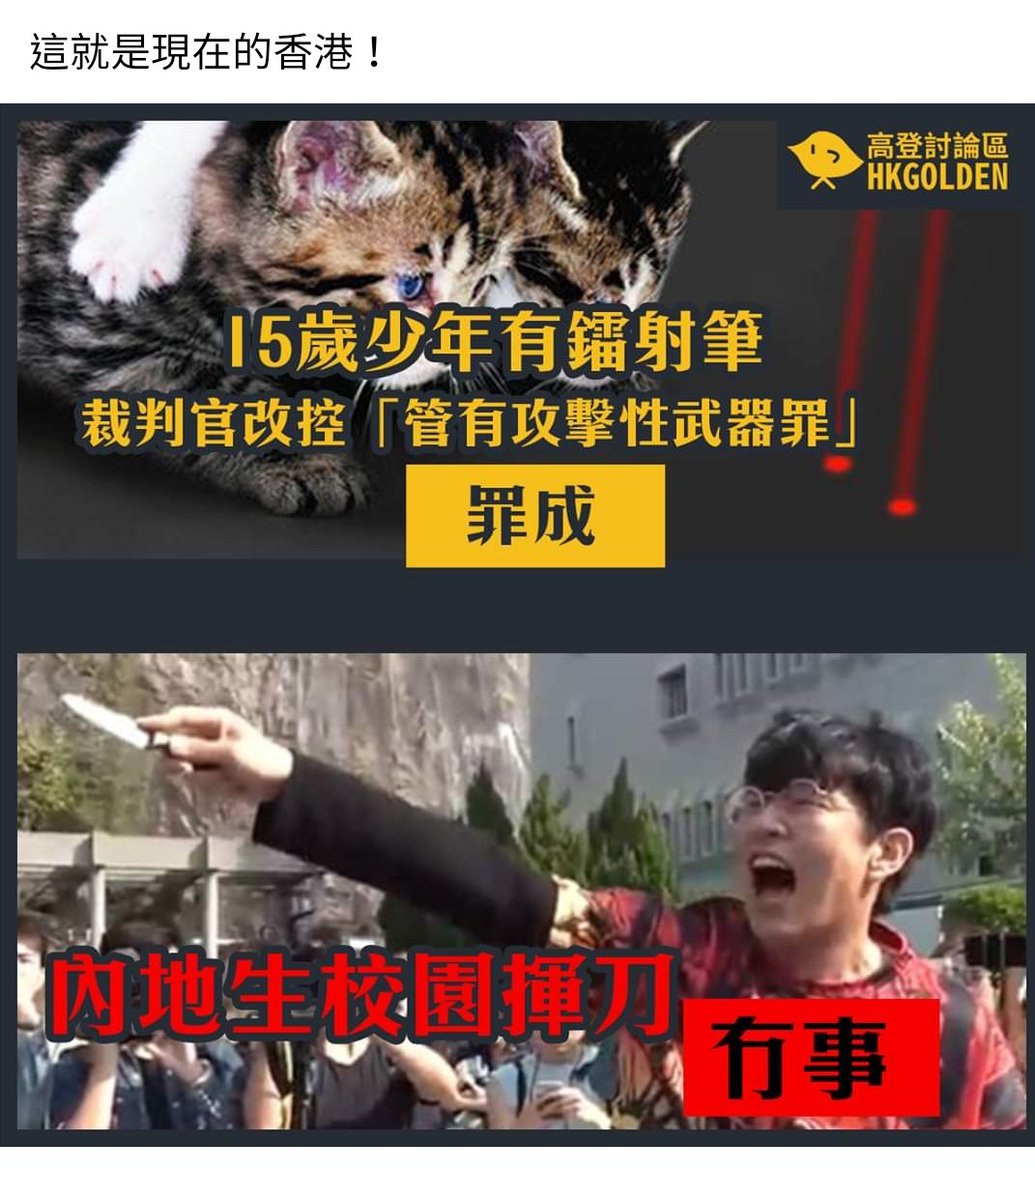 這就是現在的香港！
高登討論區
HKGOLDEN
15歲少年有鐳射筆
裁判官改控「管有攻擊性武器罪」
罪成
內地生校園揮刀
冇事